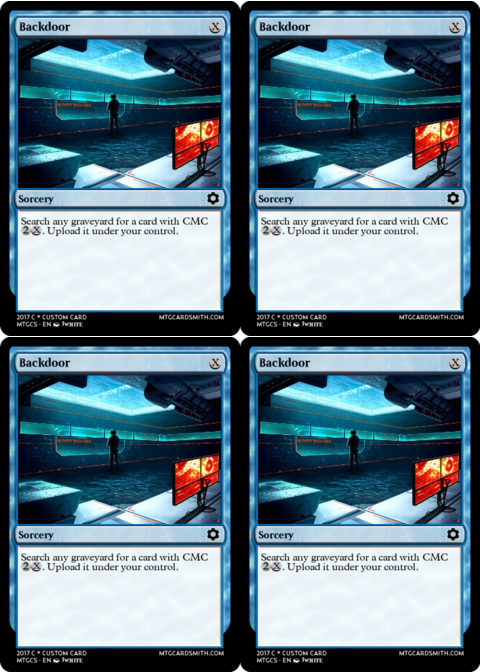 Backdoor X
Sorcery
Search any graveyard for a card with CMC
2 X. Upload it under your control.
2017 C * CUSTOM CARD MTGCARDSMITH.COM
MTGCS · EN JWHITE
Backdoor X
Sorcery
Search any graveyard for a card with CMC
2 X. Upload it under your control.
2017 C * CUSTOM CARD MTGCARDSMITH.COM
MTGCS · EN JWHITE
Backdoor X
Sorcery
Search any graveyard for a card with CMC
2 X. Upload it under your control.
2017 C * CUSTOM CARD MTGCARDSMITH.COM
MTGCS · EN JWHITE
Backdoor X
Sorcery
Search any graveyard for a card with CMC
2 X. Upload it under your control.
2017 C * CUSTOM CARD MTGCARDSMITH.COM
MTGCS · EN JWHITE